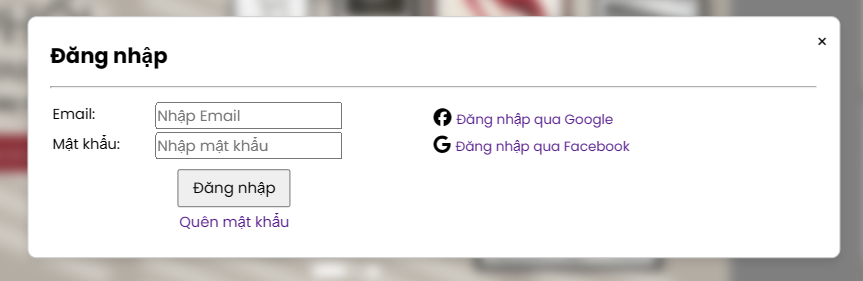 Đăng nhập
×
Email:
Nhập Email
Mật khẩu:
Nhập mật khẩu
Đăng nhập
Quên mật khẩu
Đăng nhập qua Google
Đăng nhập qua Facebook